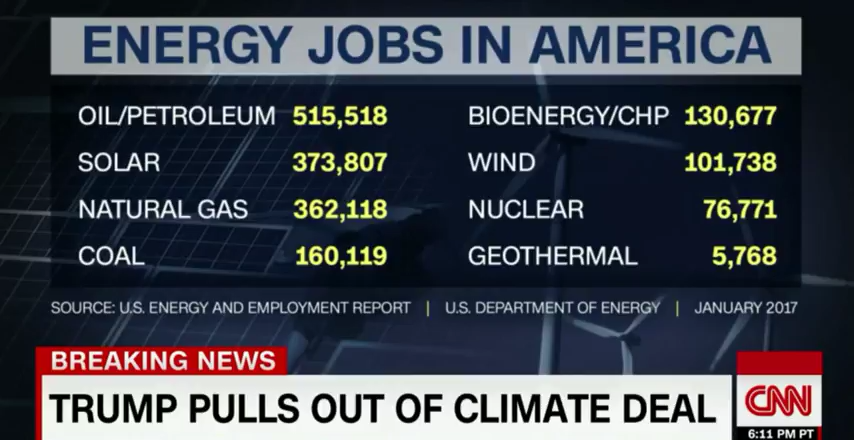 ENERGY JOBS IN AMERICA
OIL/PETROLEUM 515,518
SOLAR 373,807
NATURAL GAS 362,118
COAL 160,119
BIOENERGY/CHP 130,677
WIND 101,738
NUCLEAR 76,771
GEOTHERMAL 5,768
SOURCE: U.S. ENERGY AND EMPLOYMENT REPORT | U.S. DEPARTMENT OF ENERGY | JANUARY 2017
BREAKING NEWS
TRUMP PULLS OUT OF CLIMATE DEAL
CNN
6:11 PM PT